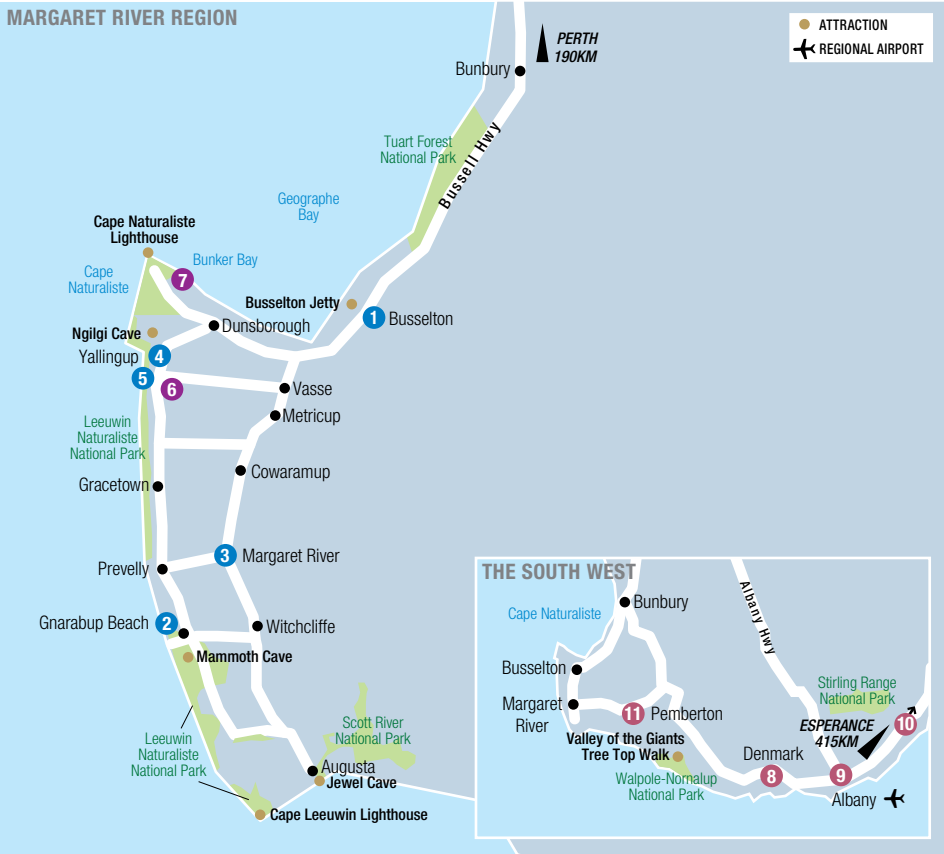 MARGARET RIVER REGION
ATTRACTION
REGIONAL AIRPORT
PERTH
190KM
Bunbury
Tuart Forest
National Park
Bussell Hwy
Geographe
Bay
Cape Naturaliste
Lighthouse
Bunker Bay
Cape
Naturaliste
7
Busselton Jetty
1 Busselton
Dunsborough
Ngilgi Cave
Yallingup 4
5
6
Vasse
Metricup
Leeuwin
Naturaliste
National Park
Cowaramup
Gracetown
3 Margaret River
Prevelly
Gnarabup Beach 2
Witchcliffe
Mammoth Cave
Scott River
National Park
Leeuwin
Naturaliste
National Park
Augusta
Jewel Cave
Cape Leeuwin Lighthouse
THE SOUTH WEST
Cape Naturaliste
Bunbury
Albany Hwy
Busselton
Margaret
River
11 Pemberton
Stirling Range
National Park
10
ESPERANCE
415KM
Valley of the Giants
Tree Top Walk
Walpole-Nornalup
National Park
Denmark
8
9
Albany